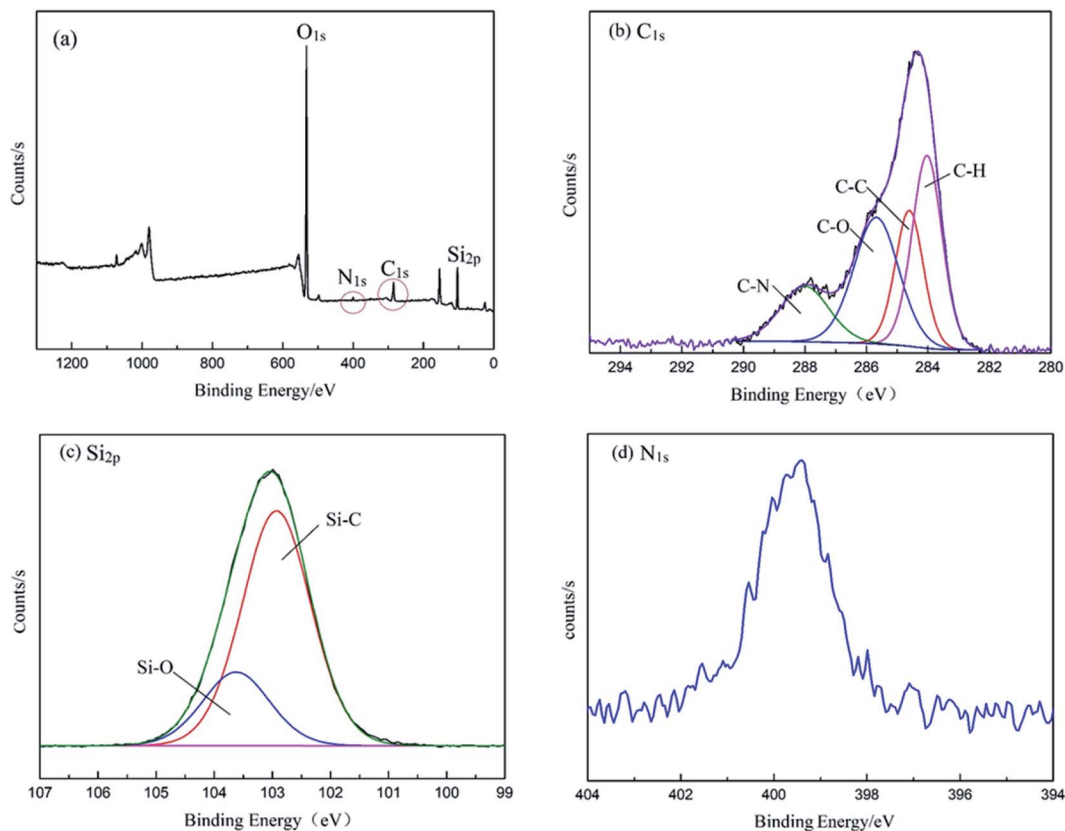 (a)
O1s
N1s
C1s
Si2p
Counts/s
1200 1000 800 600 400 200 0
Binding Energy/eV
(b) C1s
C-H
C-C
C-O
C-N
Counts/s
294 292 290 288 286 284 282 280
Binding Energy（eV）
(c) Si2p
Si-C
Si-O
Counts/s
107 106 105 104 103 102 101 100 99
Binding Energy（eV）
(d) N1s
counts/s
404 402 400 398 396 394
Binding Energy/eV